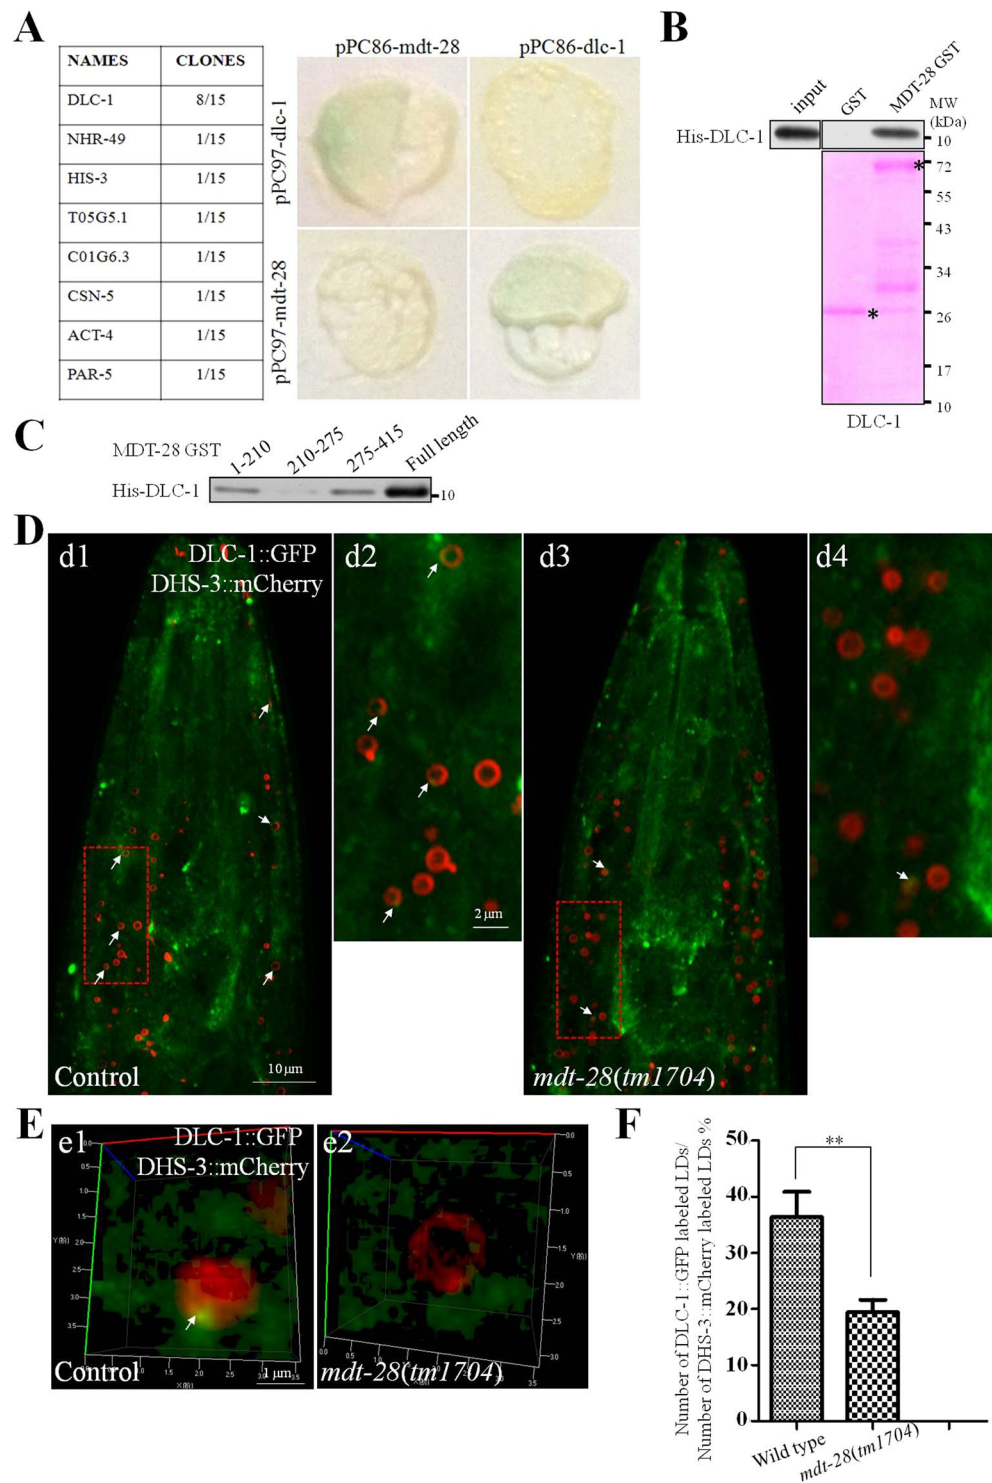 A
NAMES CLONES
DLC-1 8/15
NHR-49 1/15
HIS-3 1/15
T05G5.1 1/15
C01G6.3 1/15
CSN-5 1/15
ACT-4 1/15
PAR-5 1/15
pPC86-mdt-28 pPC86-dlc-1
pPC97-dlc-1
pPC97-mdt-28
B
input
GST
MDT-28 GST
MW
(kDa)
His-DLC-1
10
72
55
43
34
26
17
10
*
*
DLC-1
C
MDT-28 GST
1-210
210-275
275-415
Full length
His-DLC-1
10
D
d1
DLC-1::GFP
DHS-3::mCherry
10 μm
Control
d2
2 μm
d3
mdt-28(tm1704)
d4
E
e1
DLC-1::GFP
DHS-3::mCherry
Control
1 μm
e2
mdt-28(tm1704)
F
Number of DLC-1::GFP labeled LDs/
Number of DHS-3::mCherry labeled LDs %
50
40
30
20
10
0
**
Wild type
mdt-28(tm1704)